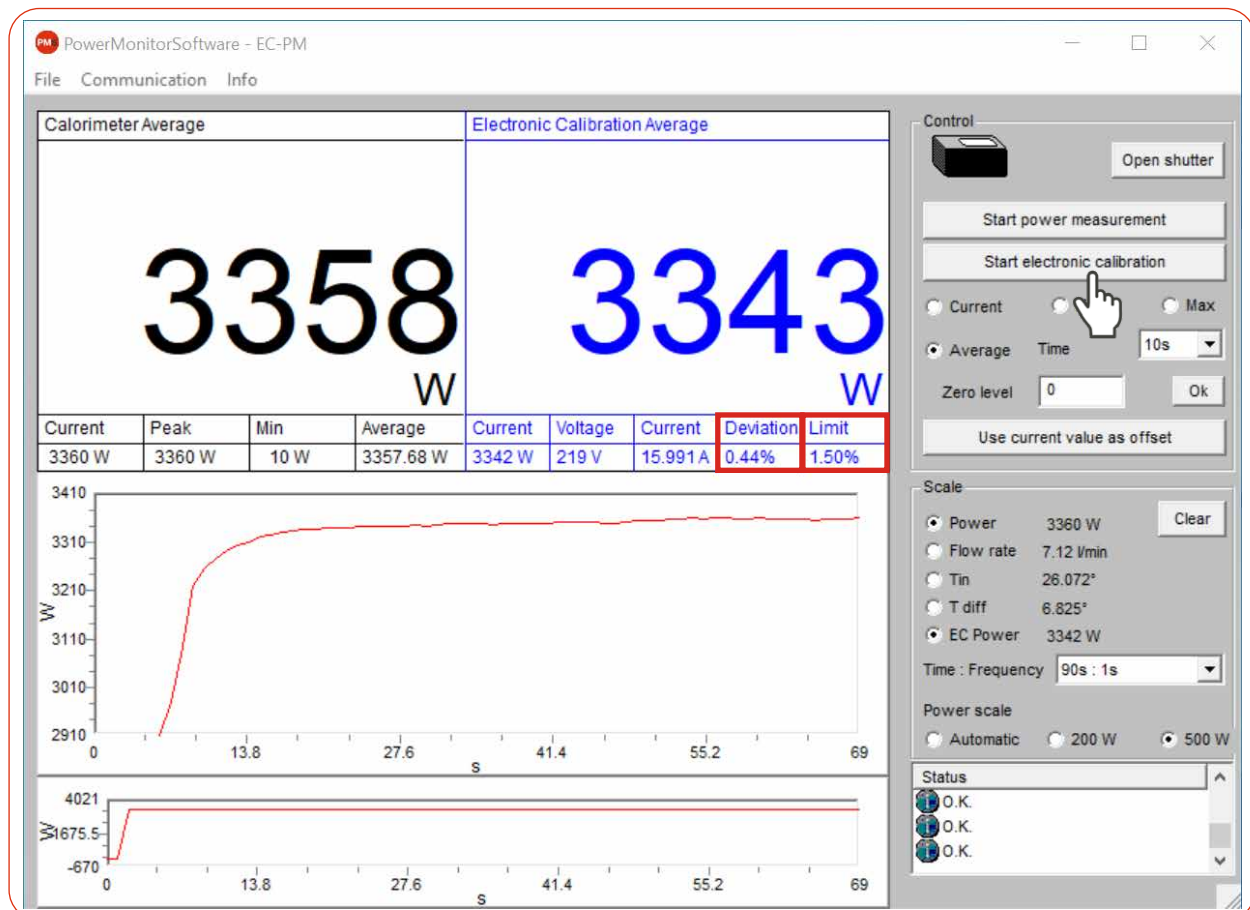 PM PowerMonitorSoftware - EC-PM
File Communication Info
Calorimeter Average
Electronic Calibration Average
3358
W
3343
W
Current Peak Min Average
3360 W 3360 W 10 W 3357.68 W
Current Voltage Current Deviation Limit
3342 W 219 V 15.991 A 0.44% 1.50%
3410
3310
3210
W
3110
3010
2910
0 13.8 27.6 41.4 55.2 69
s
4021
W
1675.5
-670
0 13.8 27.6 41.4 55.2 69
s
Control
Open shutter
Start power measurement
Start electronic calibration
Current Max
Average Time 10s
Zero level 0 Ok
Use current value as offset
Scale
Power 3360 W Clear
Flow rate 7.12 l/min
Tin 26.072°
T diff 6.825°
EC Power 3342 W
Time : Frequency 90s : 1s
Power scale
Automatic 200 W 500 W
Status
O.K.
O.K.
O.K.